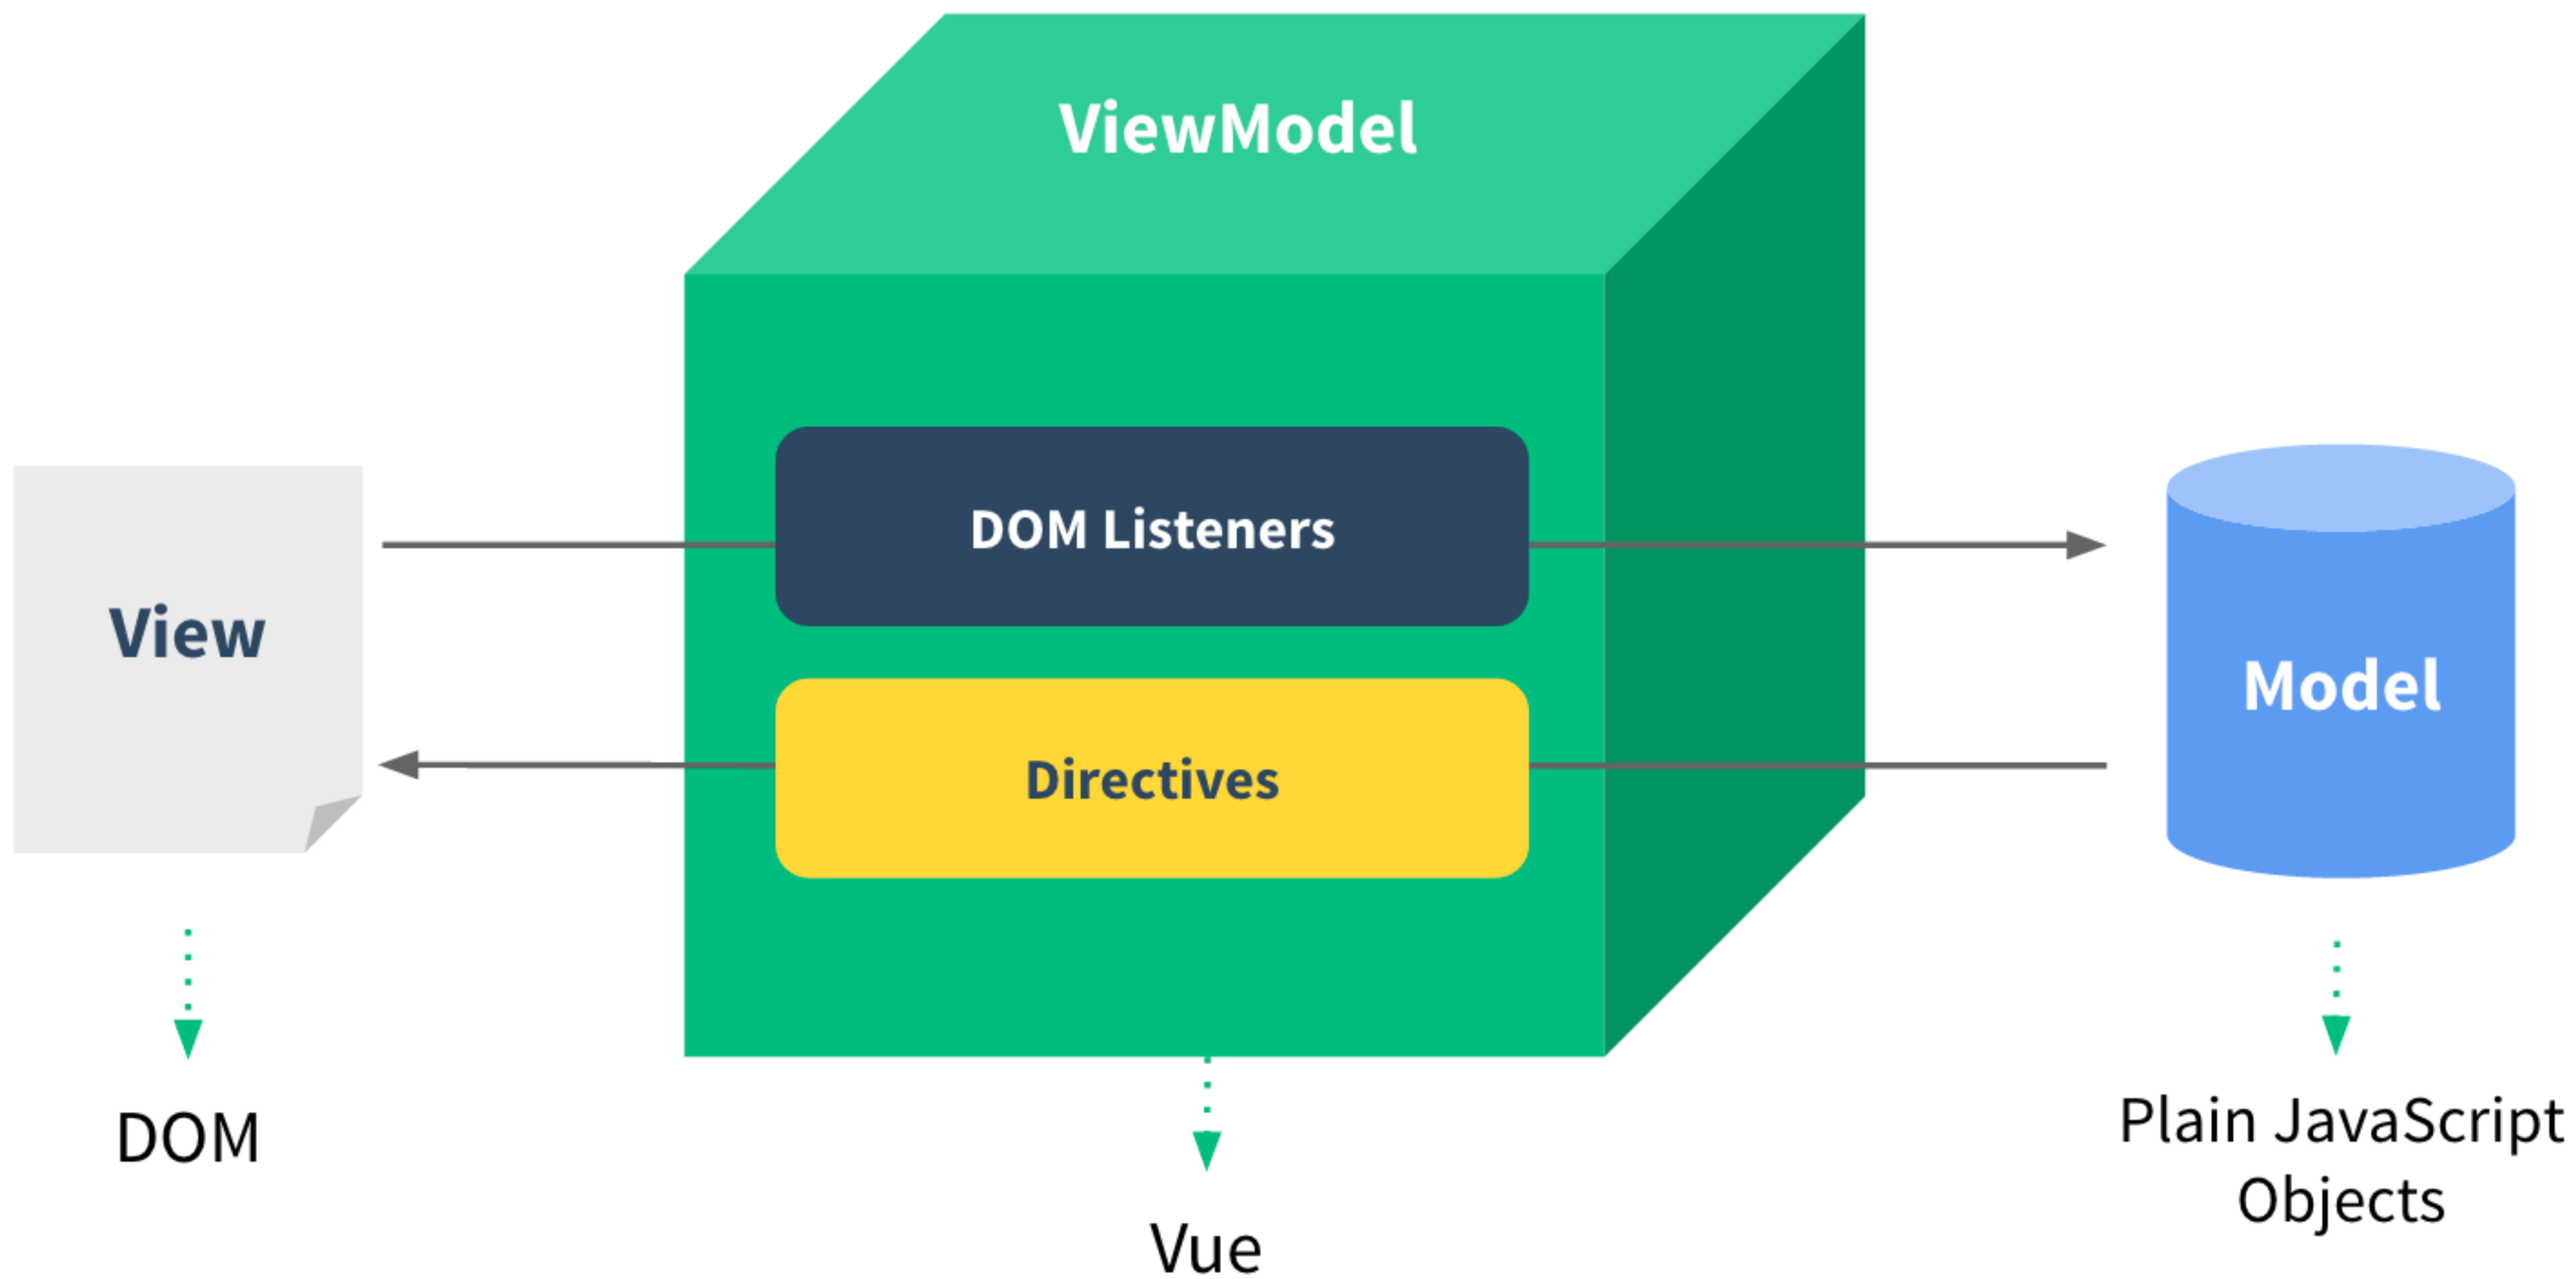 ViewModel
DOM Listeners
View
Model
Directives
DOM
Plain JavaScript
Objects
Vue